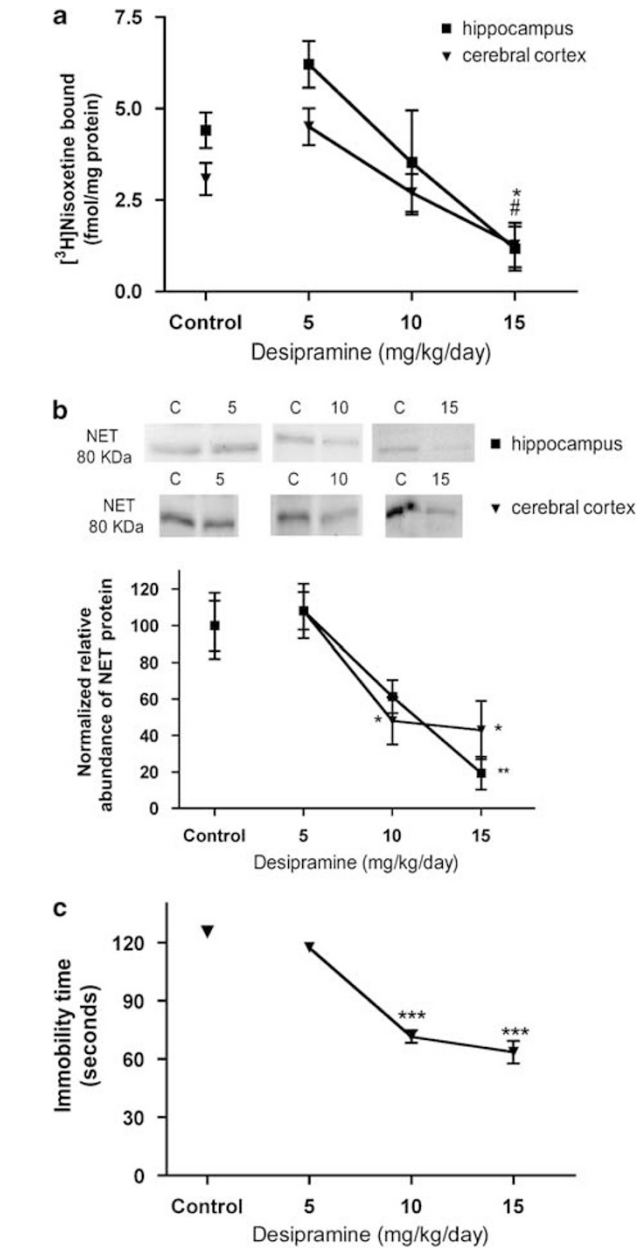 a
7.5
5.0
2.5
0.0
[³H]Nisoxetine bound
(fmol/mg protein)
■ hippocampus
▼ cerebral cortex
*
#
Control 5 10 15
Desipramine (mg/kg/day)
b
C 5 C 10 C 15
NET
80 KDa
■ hippocampus
C 5 C 10 C 15
NET
80 KDa
▼ cerebral cortex
Normalized relative
abundance of NET protein
120
100
80
60
40
20
0
* *
**
Control 5 10 15
Desipramine (mg/kg/day)
c
Immobility time
(seconds)
120
90
60
30
0
*** ***
Control 5 10 15
Desipramine (mg/kg/day)